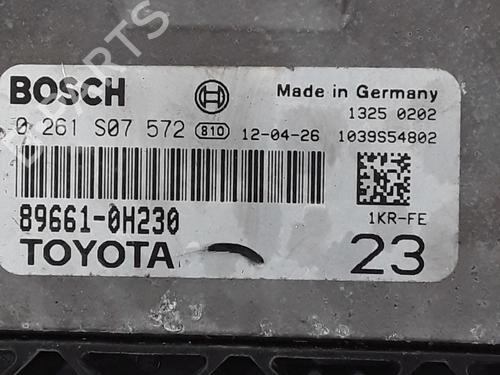 BOSCH
Made in Germany
1325 0202
0 261 S07 572 810 12-04-26 1039S54802
89661-0H230
1KR-FE
TOYOTA
23
PARTS